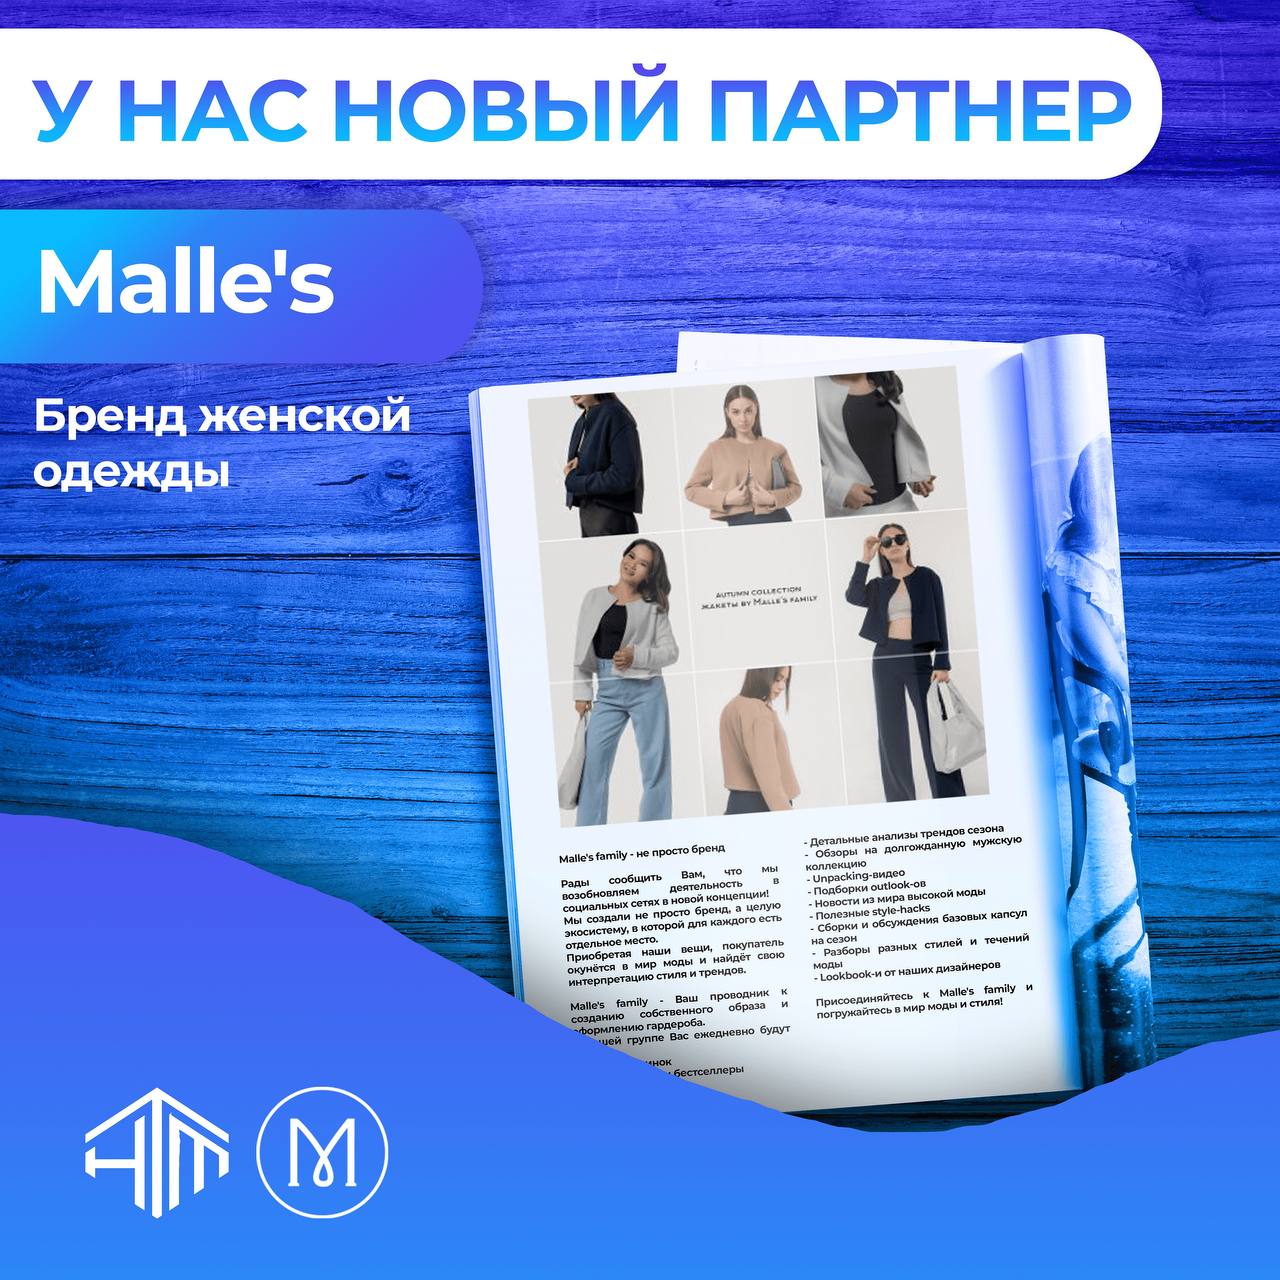 У НАС НОВЫЙ ПАРТНЕР
Malle's
Бренд женской
одежды
AUTUMN COLLECTION
ЖАКЕТЫ BY MALLE'S FAMILY
Malle's family - не просто бренд
Рады сообщить Вам, что мы
возобновляем деятельность в
социальных сетях в новой концепции!
Мы создали не просто бренд, а целую
экосистему, в которой для каждого есть
отдельное место.
Приобретая наши вещи, покупатель
окунётся в мир моды и найдёт свою
интерпретацию стиля и трендов.
Malle's family - Ваш проводник к
созданию собственного образа и
оформлению гардероба.
группе Вас ежедневно будут
бестселлеры
- Детальные анализы трендов сезона
- Обзоры на долгожданную мужскую
коллекцию
- Unpacking-видео
- Подборки outlook-ов
- Новости из мира высокой моды
- Полезные style-hacks
- Сборки и обсуждения базовых капсул
на сезон
- Разборы разных стилей и течений
моды
- Lookbook-и от наших дизайнеров
Присоединяйтесь к Malle's family и
погружайтесь в мир моды и стиля!